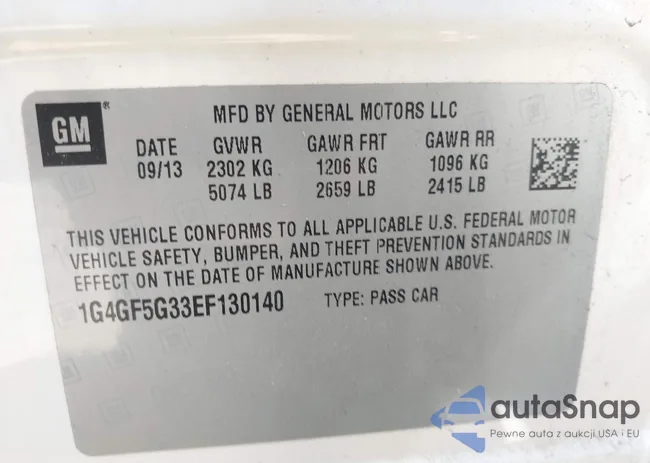 GM ®
MFD BY GENERAL MOTORS LLC
DATE GVWR GAWR FRT GAWR RR
09/13 2302 KG 1206 KG 1096 KG
5074 LB 2659 LB 2415 LB
THIS VEHICLE CONFORMS TO ALL APPLICABLE U.S. FEDERAL MOTOR
VEHICLE SAFETY, BUMPER, AND THEFT PREVENTION STANDARDS IN
EFFECT ON THE DATE OF MANUFACTURE SHOWN ABOVE.
1G4GF5G33EF130140 TYPE: PASS CAR
autaSnap
Pewne auta z aukcji USA i EU